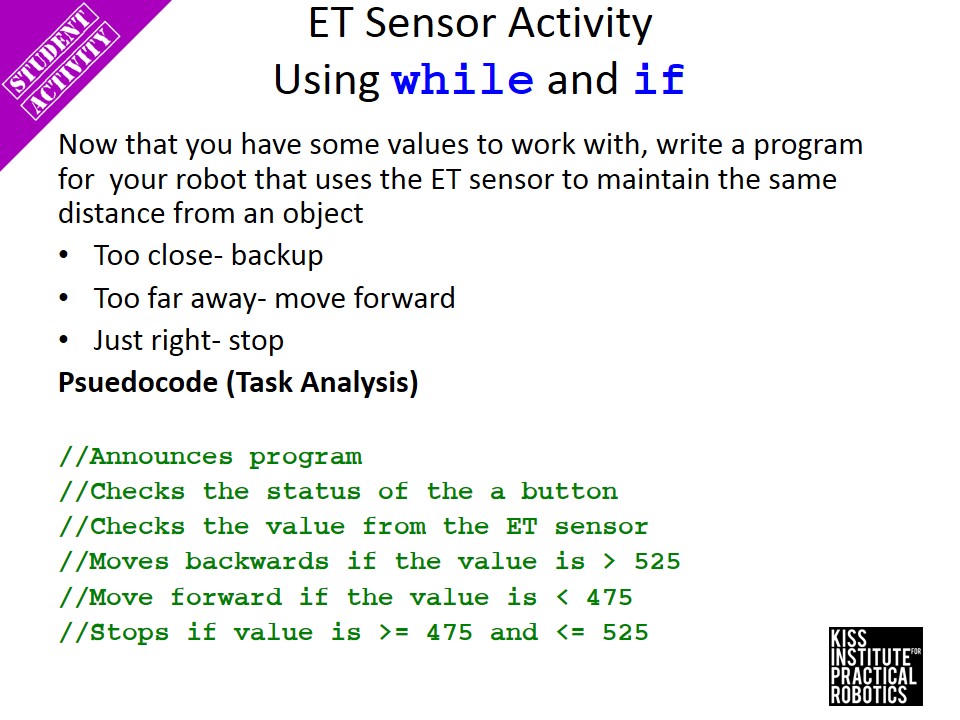 STUDENT
ACTIVITY
ET Sensor Activity
Using while and if
Now that you have some values to work with, write a program
for  your robot that uses the ET sensor to maintain the same
distance from an object
• Too close- backup
• Too far away- move forward
• Just right- stop
Psuedocode (Task Analysis)
//Announces program
//Checks the status of the a button
//Checks the value from the ET sensor
//Moves backwards if the value is > 525
//Move forward if the value is < 475
//Stops if value is >= 475 and <= 525
KISS
INSTITUTE FOR
PRACTICAL
ROBOTICS